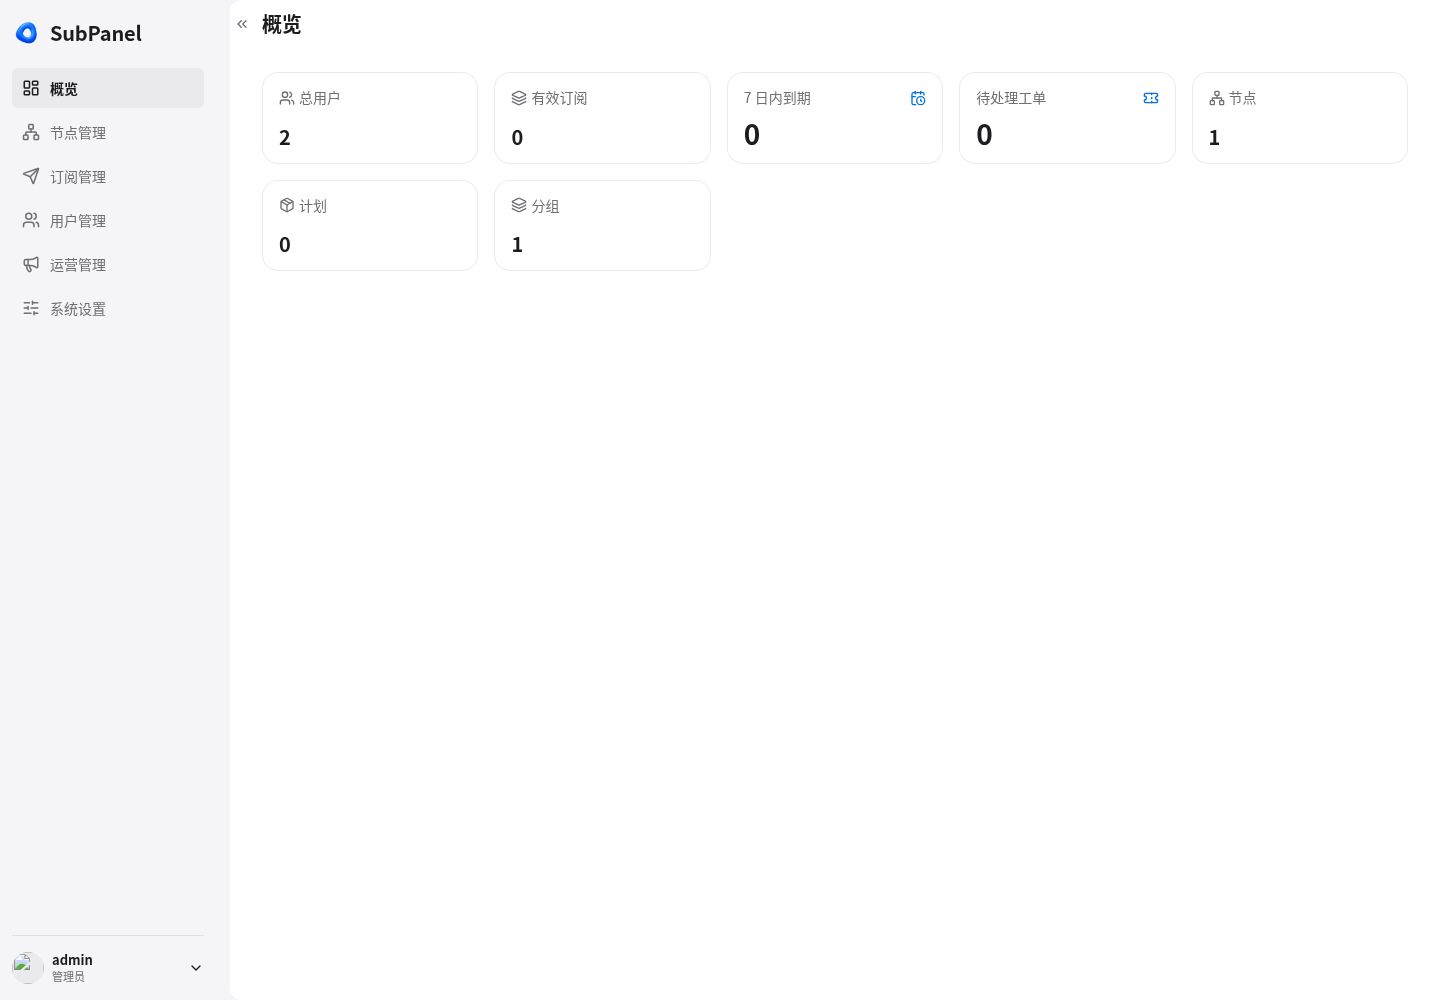 SubPanel
概览
节点管理
订阅管理
用户管理
运营管理
系统设置
admin
管理员
概览
总用户
2
有效订阅
0
7 日内到期
0
待处理工单
0
节点
1
计划
0
分组
1